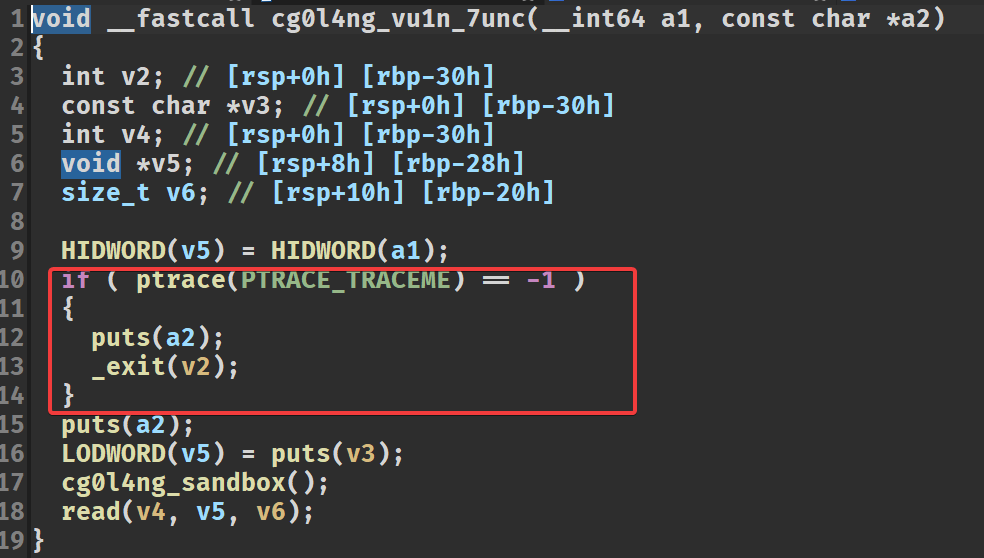 1 void __fastcall cg0l4ng_vu1n_7unc(__int64 a1, const char *a2)
2 {
3 int v2; // [rsp+0h] [rbp-30h]
4 const char *v3; // [rsp+0h] [rbp-30h]
5 int v4; // [rsp+0h] [rbp-30h]
6 void *v5; // [rsp+8h] [rbp-28h]
7 size_t v6; // [rsp+10h] [rbp-20h]
8
9 HIDWORD(v5) = HIDWORD(a1);
10 if ( ptrace(PTRACE_TRACEME) == -1 )
11 {
12 puts(a2);
13 _exit(v2);
14 }
15 puts(a2);
16 LODWORD(v5) = puts(v3);
17 cg0l4ng_sandbox();
18 read(v4, v5, v6);
19 }